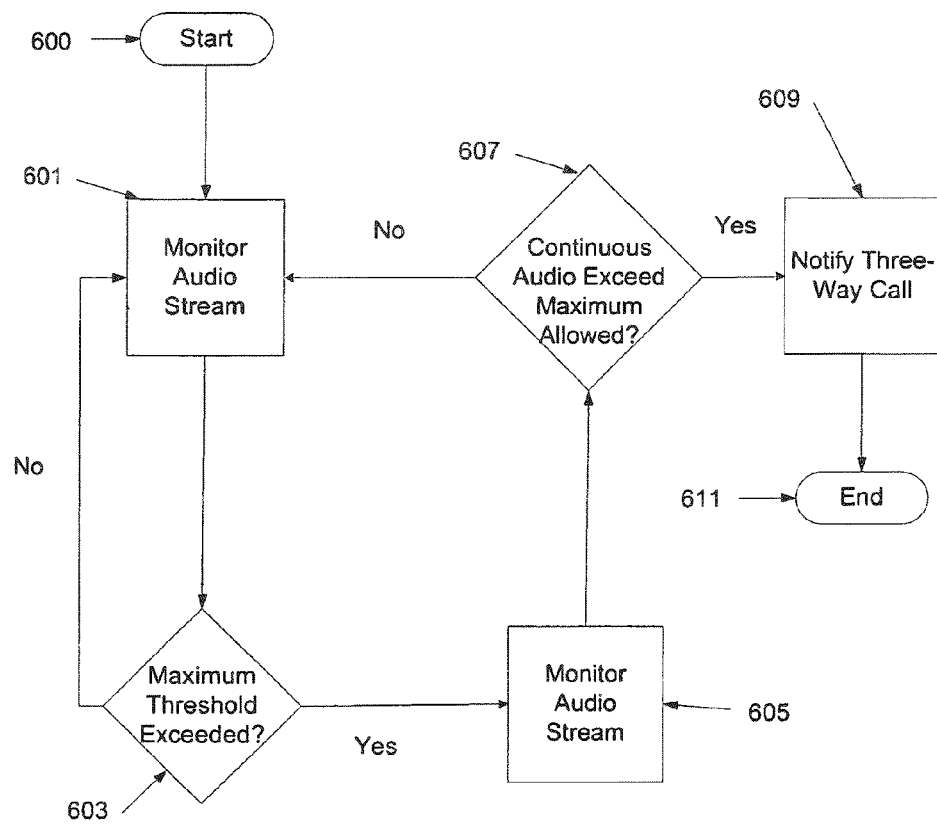 600
Start
609
607
601
No
Yes
Monitor
Audio
Stream
Continuous
Audio Exceed
Maximum
Allowed?
Notify Three-
Way Call
No
611
End
Maximum
Threshold
Exceeded?
Yes
Monitor
Audio
Stream
605
603